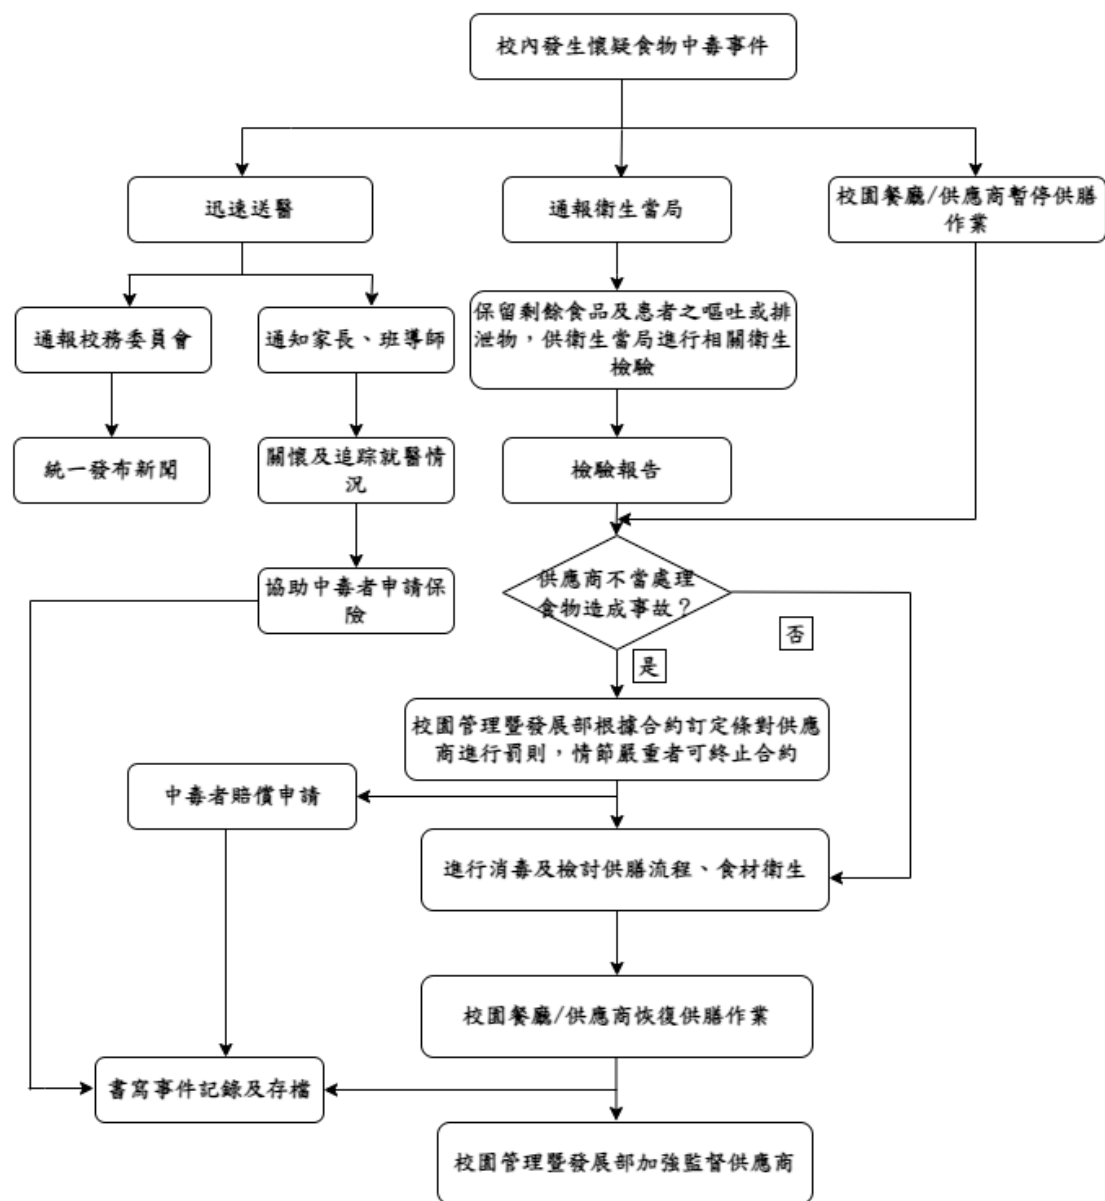 校內發生懷疑食物中毒事件
迅速送醫
通報衛生當局
校園餐廳/供應商暫停供膳
作業
通報校務委員會
通知家長、班導師
保留剩餘食品及患者之嘔吐或排
泄物，供衛生當局進行相關衛生
檢驗
統一發布新聞
關懷及追踪就醫情
況
檢驗報告
協助中毒者申請保
險
供應商不當處理
食物造成事故？
否
是
校園管理暨發展部根據合約訂定條對供應
商進行罰則，情節嚴重者可終止合約
中毒者賠償申請
進行消毒及檢討供膳流程、食材衛生
校園餐廳/供應商恢復供膳作業
書寫事件記錄及存檔
校園管理暨發展部加強監督供應商